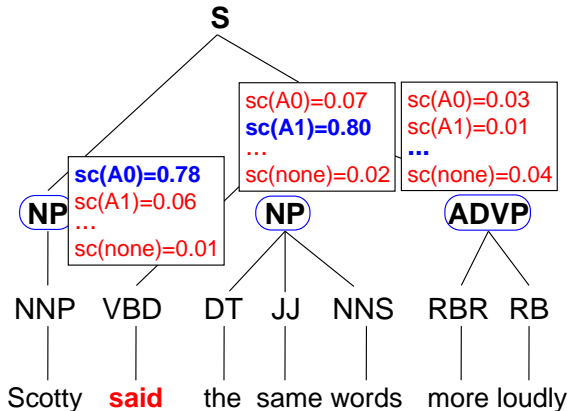 S
sc(A0)=0.07
sc(A1)=0.80
...
sc(none)=0.02
sc(A0)=0.03
sc(A1)=0.01
...
sc(none)=0.04
sc(A0)=0.78
sc(A1)=0.06
...
sc(none)=0.01
NP NP ADVP
NNP VBD DT JJ NNS RBR RB
Scotty said the same words more loudly